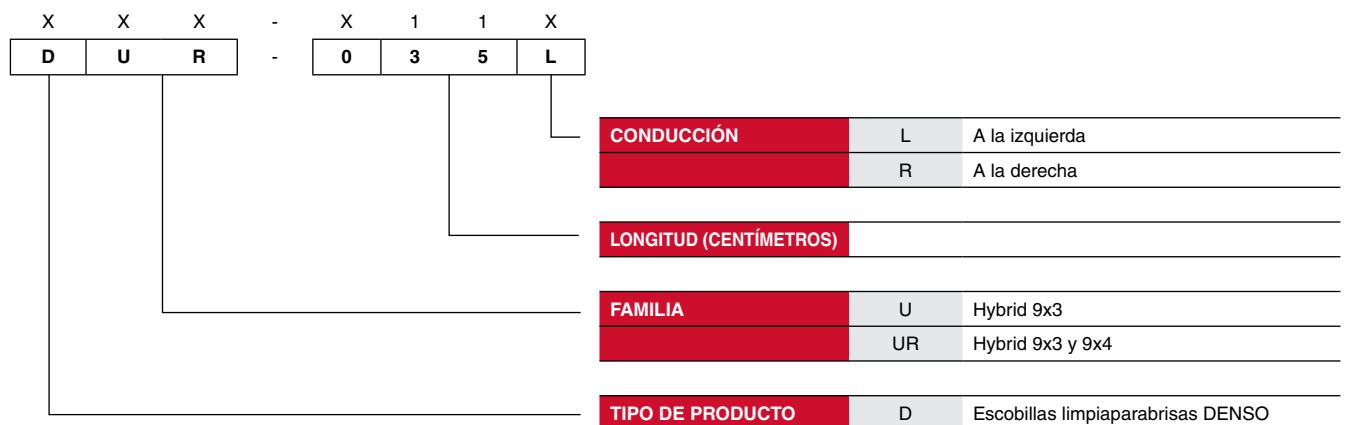 X X X - X 1 1 X
D U R - 0 3 5 L
CONDUCCIÓN L A la izquierda
R A la derecha
LONGITUD (CENTÍMETROS)
FAMILIA U Hybrid 9x3
UR Hybrid 9x3 y 9x4
TIPO DE PRODUCTO D Escobillas limpiaparabrisas DENSO